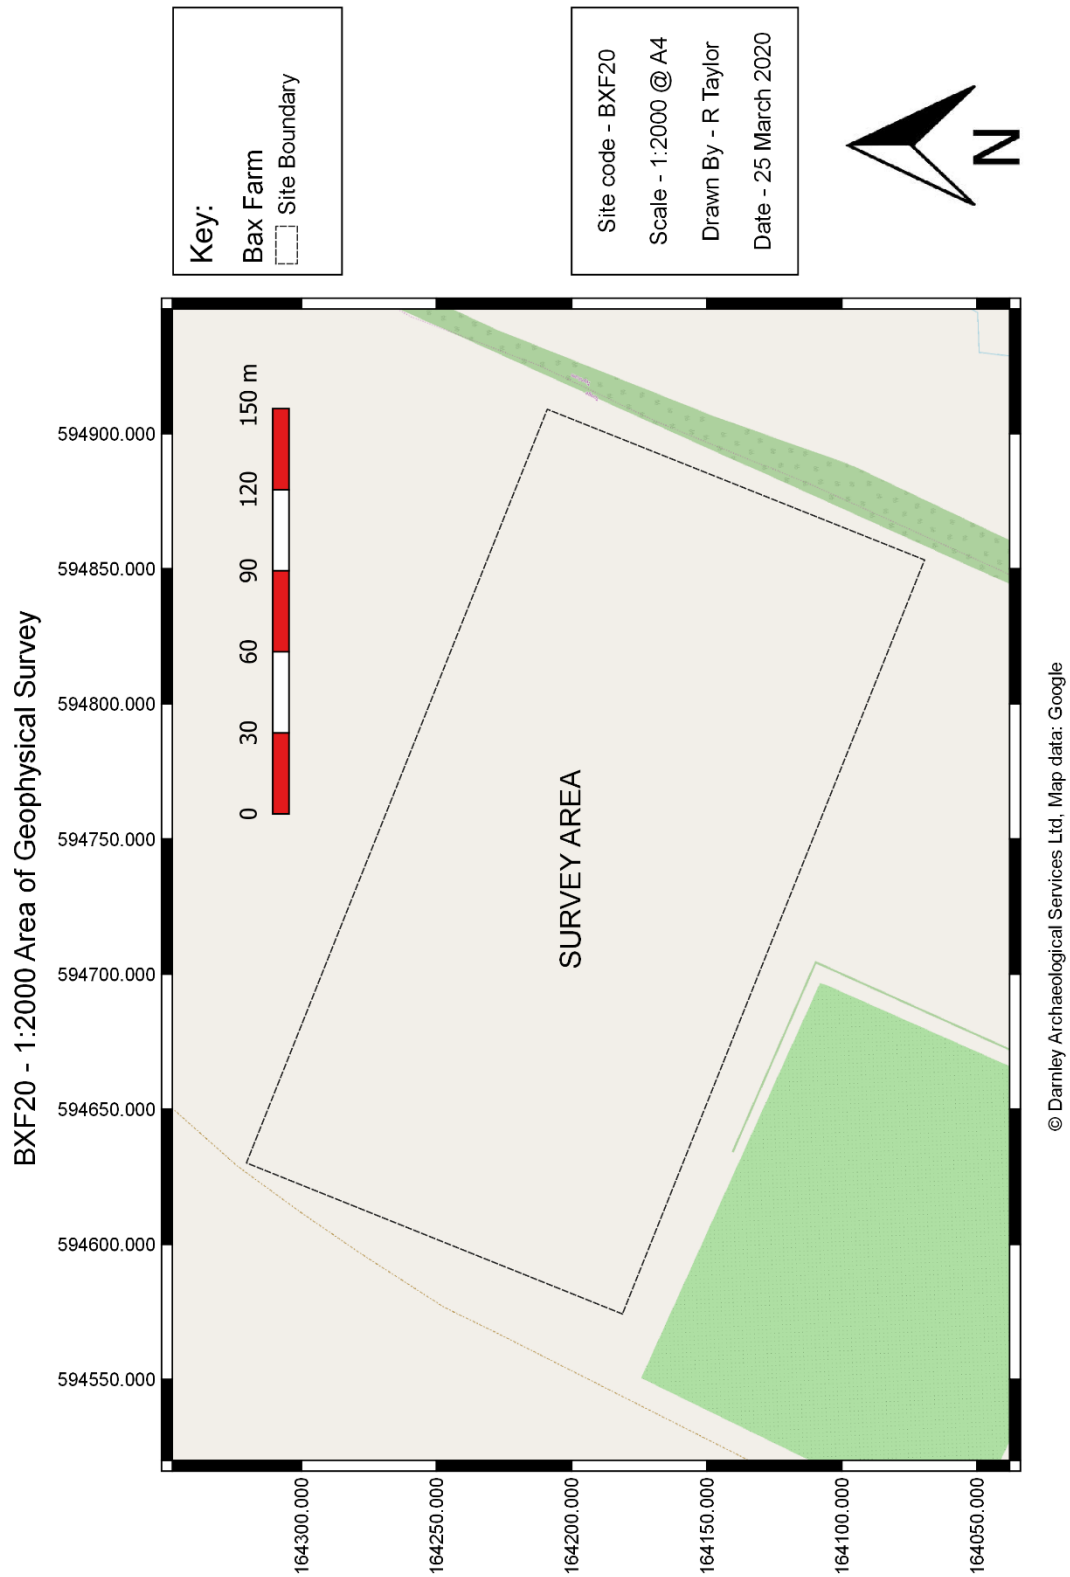 BXF20 - 1:2000 Area of Geophysical Survey
594550.000
594600.000
594650.000
594700.000
594750.000
594800.000
594850.000
594900.000
0 30 60 90 120 150 m
SURVEY AREA
164300.000
164250.000
164200.000
164150.000
164100.000
164050.000
Key:
Bax Farm
Site Boundary
Site code - BXF20
Scale - 1:2000 @ A4
Drawn By - R Taylor
Date - 25 March 2020
N
© Darnley Archaeological Services Ltd, Map data: Google